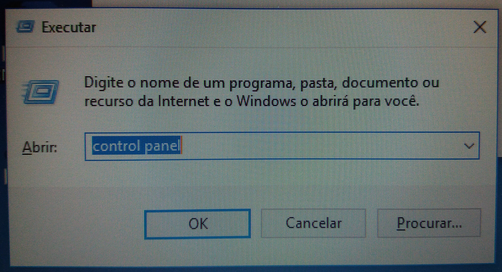 Executar
Digite o nome de um programa, pasta, documento ou
recurso da Internet e o Windows o abrirá para você.
Abrir: control panel
OK Cancelar Procurar...